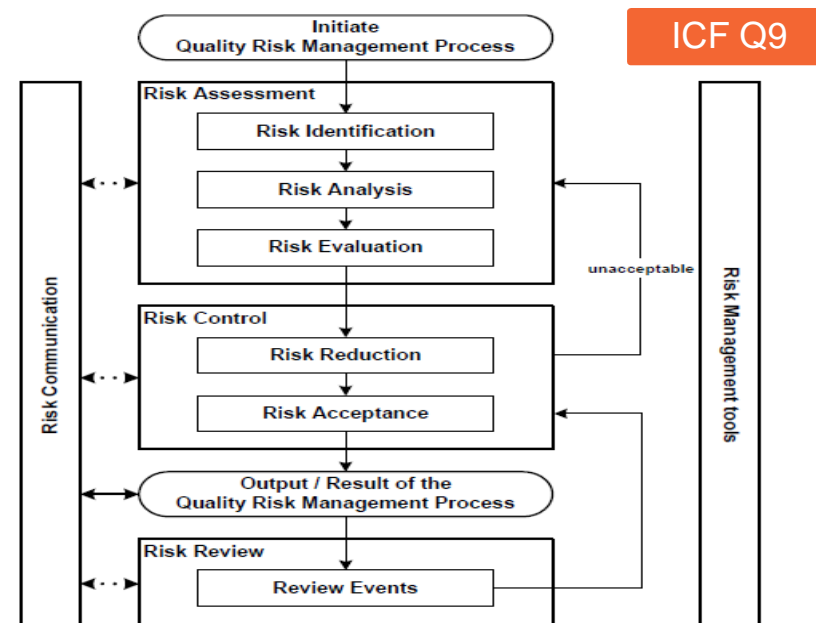 Initiate
Quality Risk Management Process
ICF Q9
Risk Assessment
Risk Identification
Risk Analysis
Risk Evaluation
unacceptable
Risk Communication
Risk Management tools
Risk Control
Risk Reduction
Risk Acceptance
Output / Result of the
Quality Risk Management Process
Risk Review
Review Events